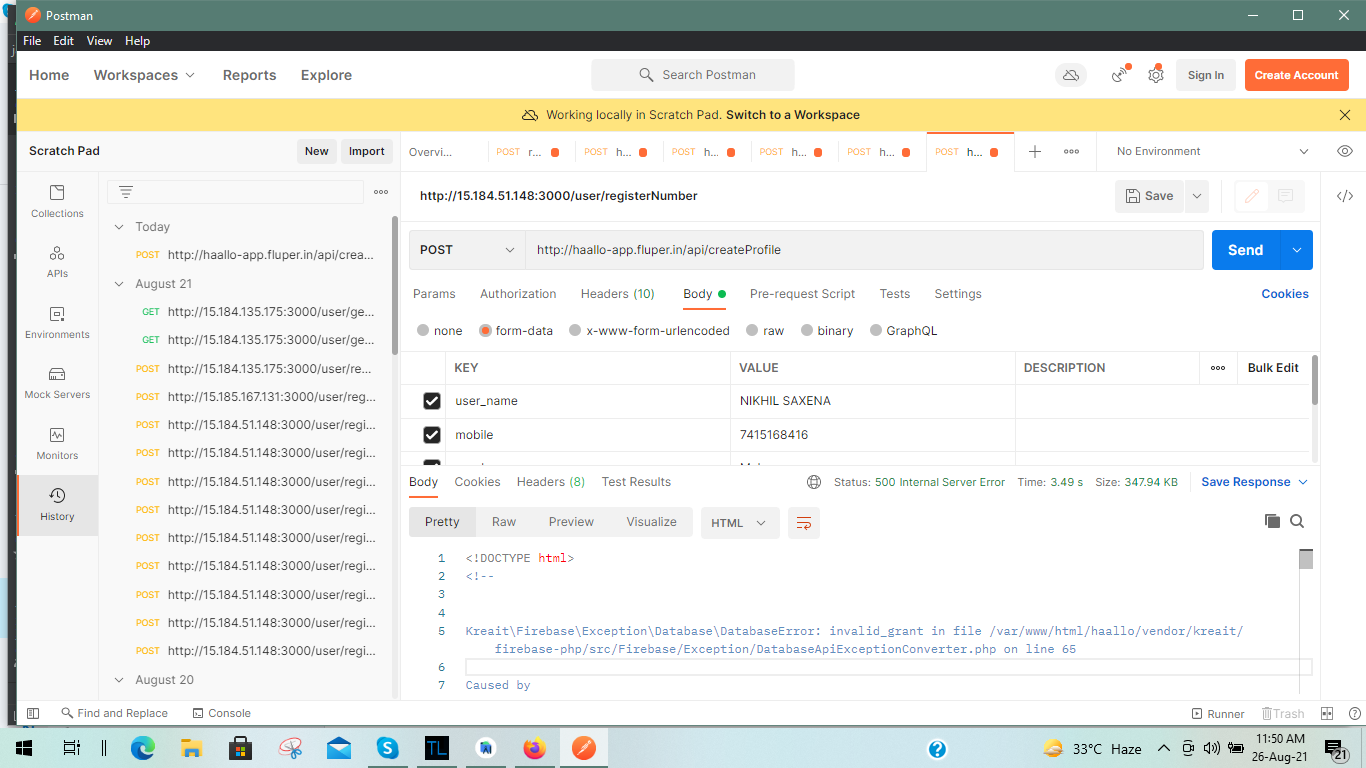 Postman
File Edit View Help
Home Workspaces Reports Explore Search Postman Sign In Create Account
Working locally in Scratch Pad. Switch to a Workspace
Scratch Pad New Import
Overvi... POST r... POST h... POST h... POST h... POST h... POST h... No Environment
http://15.184.51.148:3000/user/registerNumber Save
Collections
APIs
Environments
Mock Servers
Monitors
History
Today
POST http://haallo-app.fluper.in/api/crea...
August 21
GET http://15.184.135.175:3000/user/ge...
GET http://15.184.135.175:3000/user/ge...
POST http://15.184.135.175:3000/user/re...
POST http://15.185.167.131:3000/user/reg...
POST http://15.184.51.148:3000/user/regi...
POST http://15.184.51.148:3000/user/regi...
POST http://15.184.51.148:3000/user/regi...
POST http://15.184.51.148:3000/user/regi...
POST http://15.184.51.148:3000/user/regi...
POST http://15.184.51.148:3000/user/regi...
POST http://15.184.51.148:3000/user/regi...
POST http://15.184.51.148:3000/user/regi...
POST http://15.184.51.148:3000/user/regi...
August 20
POST http://haallo-app.fluper.in/api/createProfile Send
Params Authorization Headers (10) Body Pre-request Script Tests Settings Cookies
none form-data x-www-form-urlencoded raw binary GraphQL
KEY VALUE DESCRIPTION Bulk Edit
user_name NIKHIL SAXENA
mobile 7415168416
Body Cookies Headers (8) Test Results Status: 500 Internal Server Error Time: 3.49 s Size: 347.94 KB Save Response
Pretty Raw Preview Visualize HTML
1 <!DOCTYPE html>
2 <!--
3
4
5 Kreait\Firebase\Exception\Database\DatabaseError: invalid_grant in file /var/www/html/haallo/vendor/kreait/
firebase-php/src/Firebase/Exception/DatabaseApiExceptionConverter.php on line 65
6
7 Caused by
Find and Replace Console Runner Trash
TL 33°C Haze 11:50 AM
26-Aug-21 21